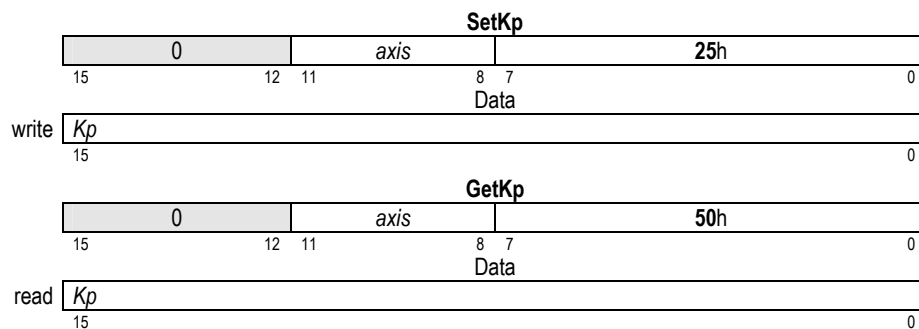 SetKp
0 axis 25h
15 12 11 8 7 0
Data
write Kp
15 0
GetKp
0 axis 50h
15 12 11 8 7 0
Data
read Kp
15 0